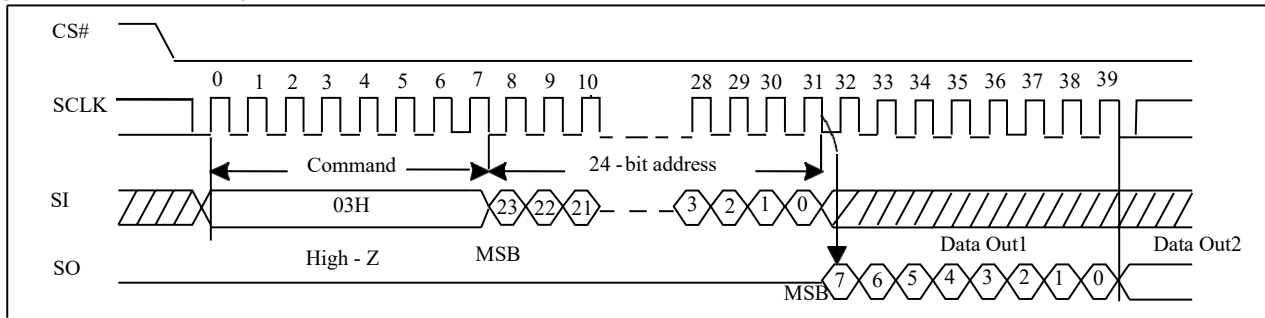 CS#
0 1 2 3 4 5 6 7 8 9 10 28 29 30 31 32 33 34 35 36 37 38 39
SCLK
Command 24 -bit address
SI 03H 23 22 21 3 2 1 0
High - Z MSB Data Out1 Data Out2
SO MSB 7 6 5 4 3 2 1 0